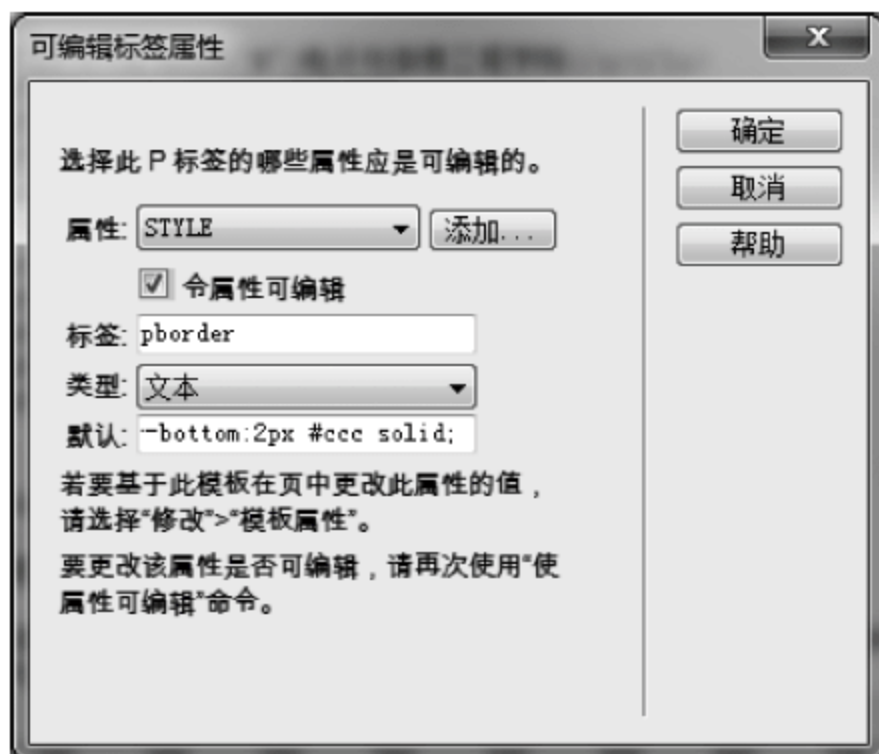 可编辑标签属性
选择此 P 标签的哪些属性应是可编辑的。
属性: STYLE 添加...
令属性可编辑
标签: pborder
类型: 文本
默认: -bottom:2px #ccc solid;
若要基于此模板在页中更改此属性的值，
请选择“修改”>“模板属性”。
要更改该属性是否可编辑，请再次使用“使
属性可编辑”命令。
确定
取消
帮助